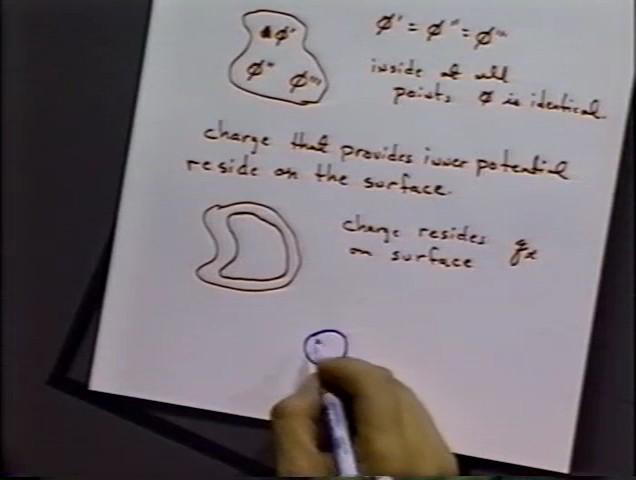 ϕ' ϕ' = ϕ'' = ϕ'''
ϕ'' ϕ'''
inside at all
points ϕ is identical.
charge that provides inner potential
reside on the surface.
charge resides
on surface